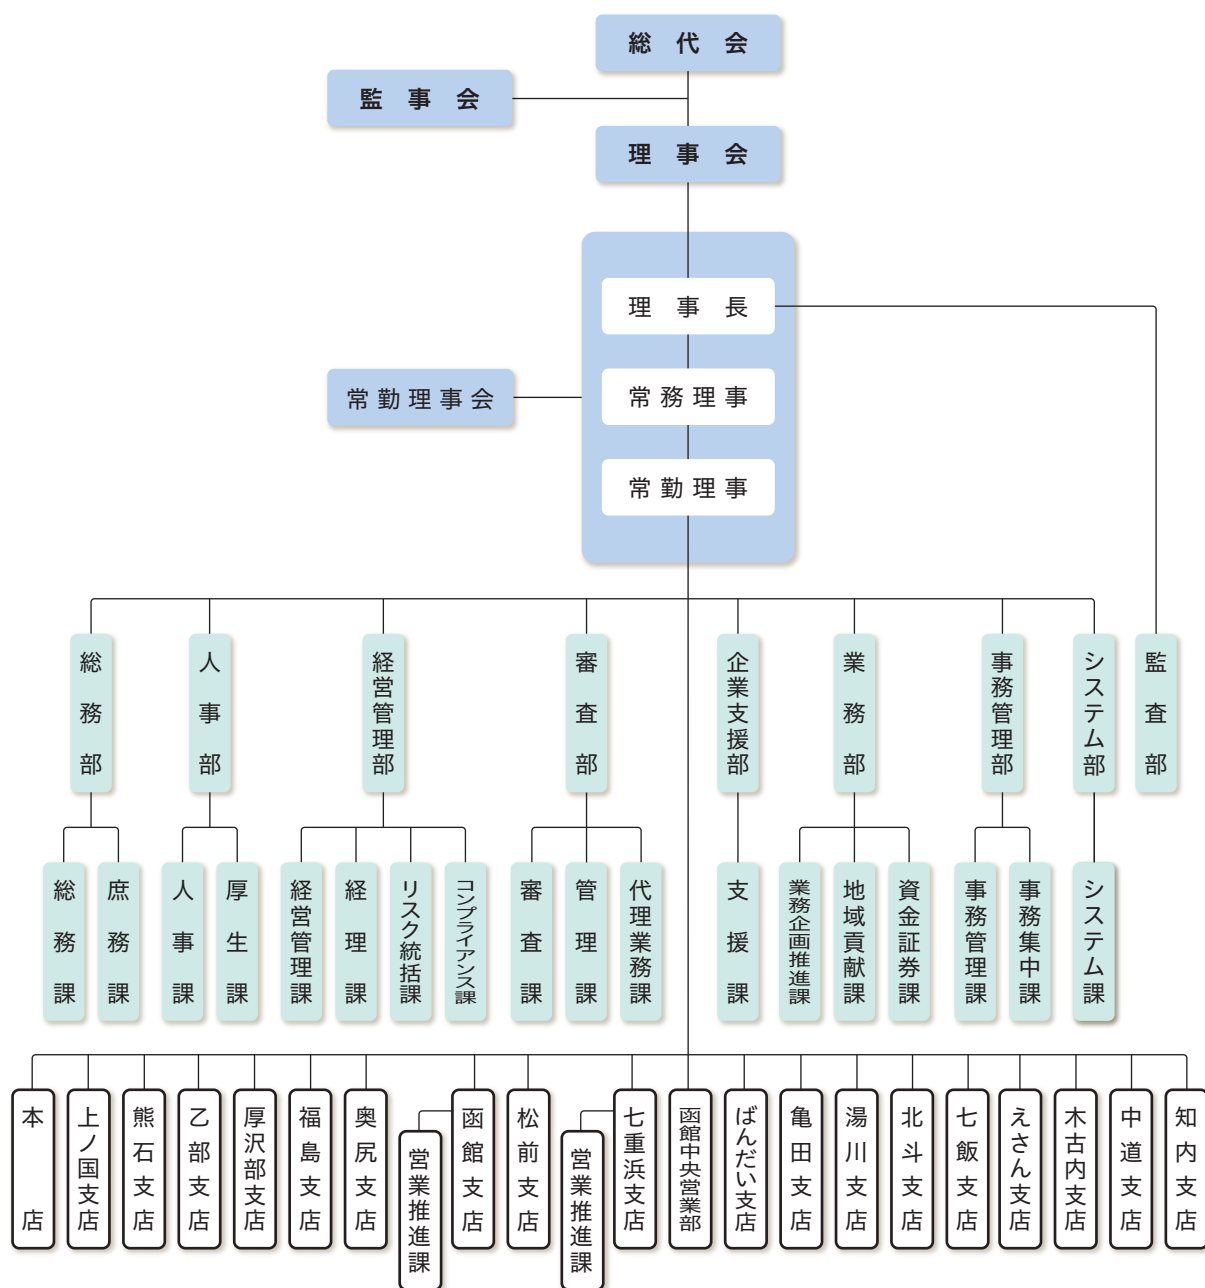 総代会
監事会
理事会
理事長
常勤理事会
常務理事
常勤理事
総務部
人事部
経営管理部
審査部
企業支援部
業務部
事務管理部
システム部
監査部
総務課
庶務課
人事課
厚生課
経営管理課
経理課
リスク統括課
コンプライアンス課
審査課
管理課
代理業務課
支援課
業務企画推進課
地域貢献課
資金証券課
事務管理課
事務集中課
システム課
本店
上ノ国支店
熊石支店
乙部支店
厚沢部支店
福島支店
奥尻支店
営業推進課
函館支店
松前支店
営業推進課
七重浜支店
函館中央営業部
ばんだい支店
亀田支店
湯川支店
北斗支店
七飯支店
えさん支店
木古内支店
中道支店
知内支店